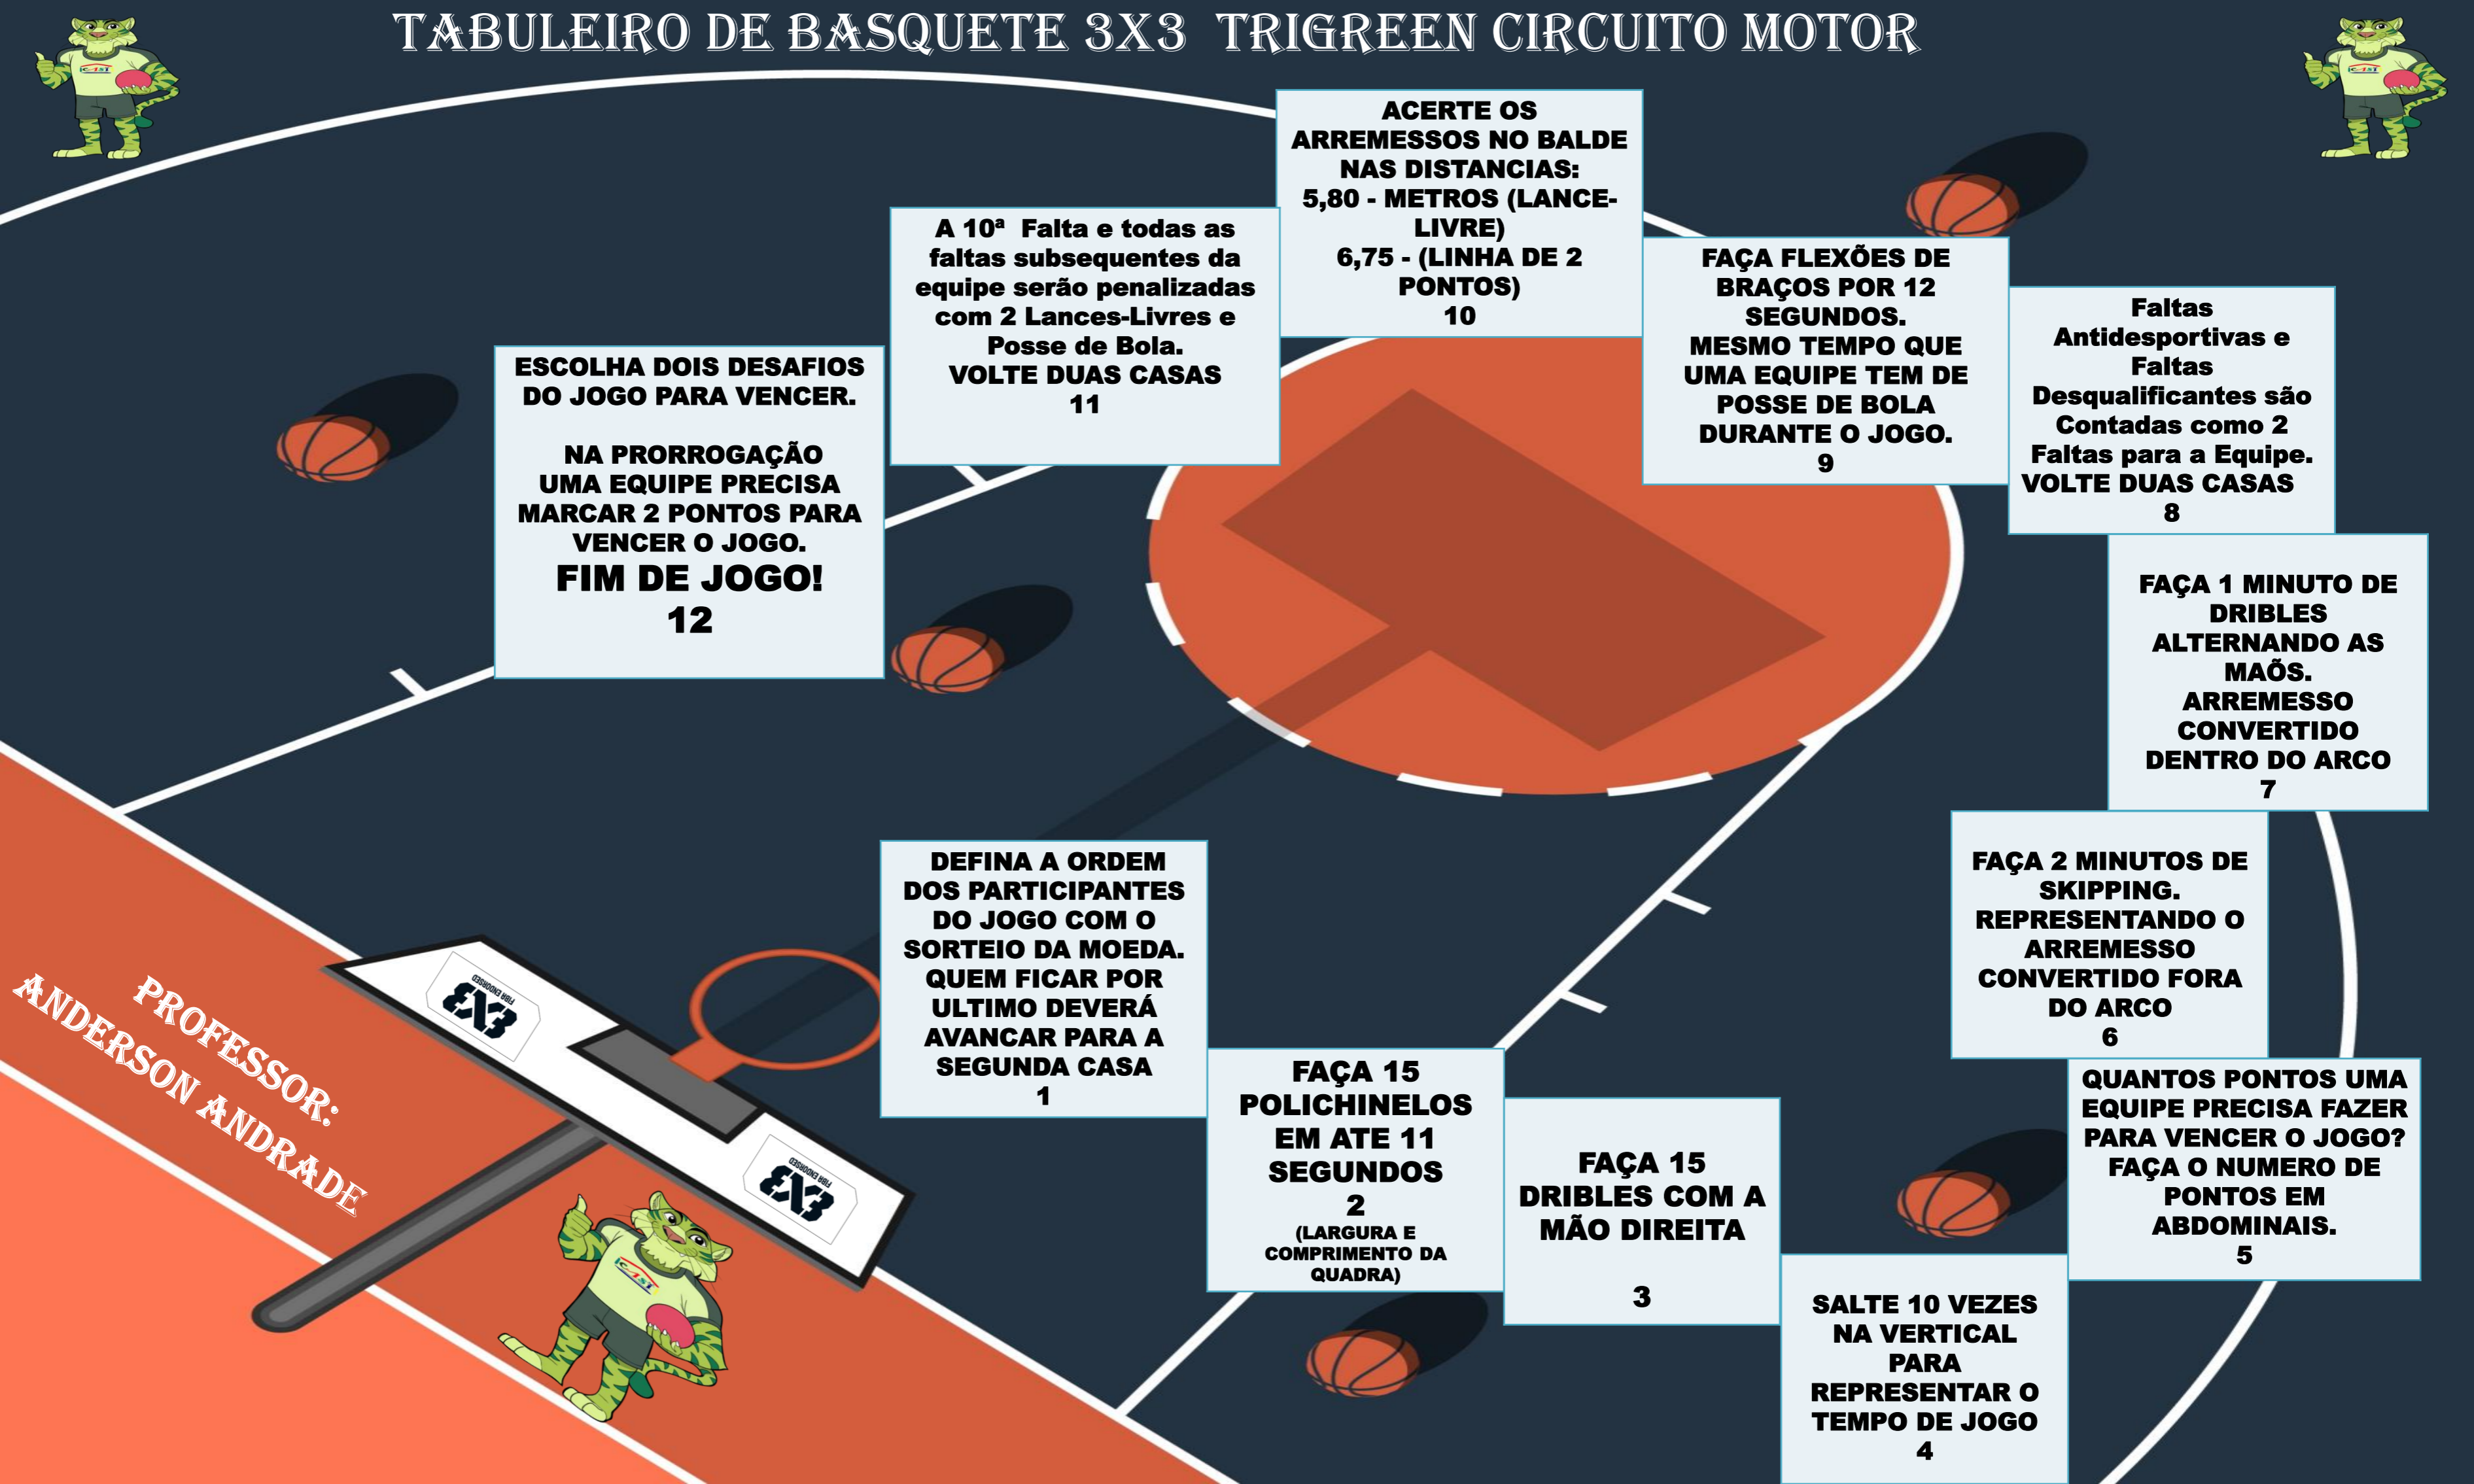 TABULEIRO DE BASQUETE 3X3 TRIGREEN CIRCUITO MOTOR
ACERTE OS
ARREMESSOS NO BALDE
NAS DISTANCIAS:
5,80 - METROS (LANCE-
LIVRE)
6,75 - (LINHA DE 2
PONTOS)
10
A 10ª Falta e todas as
faltas subsequentes da
equipe serão penalizadas
com 2 Lances-Livres e
Posse de Bola.
VOLTE DUAS CASAS
11
FAÇA FLEXÕES DE
BRAÇOS POR 12
SEGUNDOS.
MESMO TEMPO QUE
UMA EQUIPE TEM DE
POSSE DE BOLA
DURANTE O JOGO.
9
Faltas
Antidesportivas e
Faltas
Desqualificantes são
Contadas como 2
Faltas para a Equipe.
VOLTE DUAS CASAS
8
ESCOLHA DOIS DESAFIOS
DO JOGO PARA VENCER.
NA PRORROGAÇÃO
UMA EQUIPE PRECISA
MARCAR 2 PONTOS PARA
VENCER O JOGO.
FIM DE JOGO!
12
FAÇA 1 MINUTO DE
DRIBLES
ALTERNANDO AS
MAÕS.
ARREMESSO
CONVERTIDO
DENTRO DO ARCO
7
FAÇA 2 MINUTOS DE
SKIPPING.
REPRESENTANDO O
ARREMESSO
CONVERTIDO FORA
DO ARCO
6
DEFINA A ORDEM
DOS PARTICIPANTES
DO JOGO COM O
SORTEIO DA MOEDA.
QUEM FICAR POR
ULTIMO DEVERÁ
AVANCAR PARA A
SEGUNDA CASA
1
FAÇA 15
POLICHINELOS
EM ATE 11
SEGUNDOS
2
(LARGURA E
COMPRIMENTO DA
QUADRA)
FAÇA 15
DRIBLES COM A
MÃO DIREITA
3
SALTE 10 VEZES
NA VERTICAL
PARA
REPRESENTAR O
TEMPO DE JOGO
4
QUANTOS PONTOS UMA
EQUIPE PRECISA FAZER
PARA VENCER O JOGO?
FAÇA O NUMERO DE
PONTOS EM
ABDOMINAIS.
5
PROFESSOR:
ANDERSON ANDRADE
3X3
FIBA ENDORSED
3X3
FIBA ENDORSED